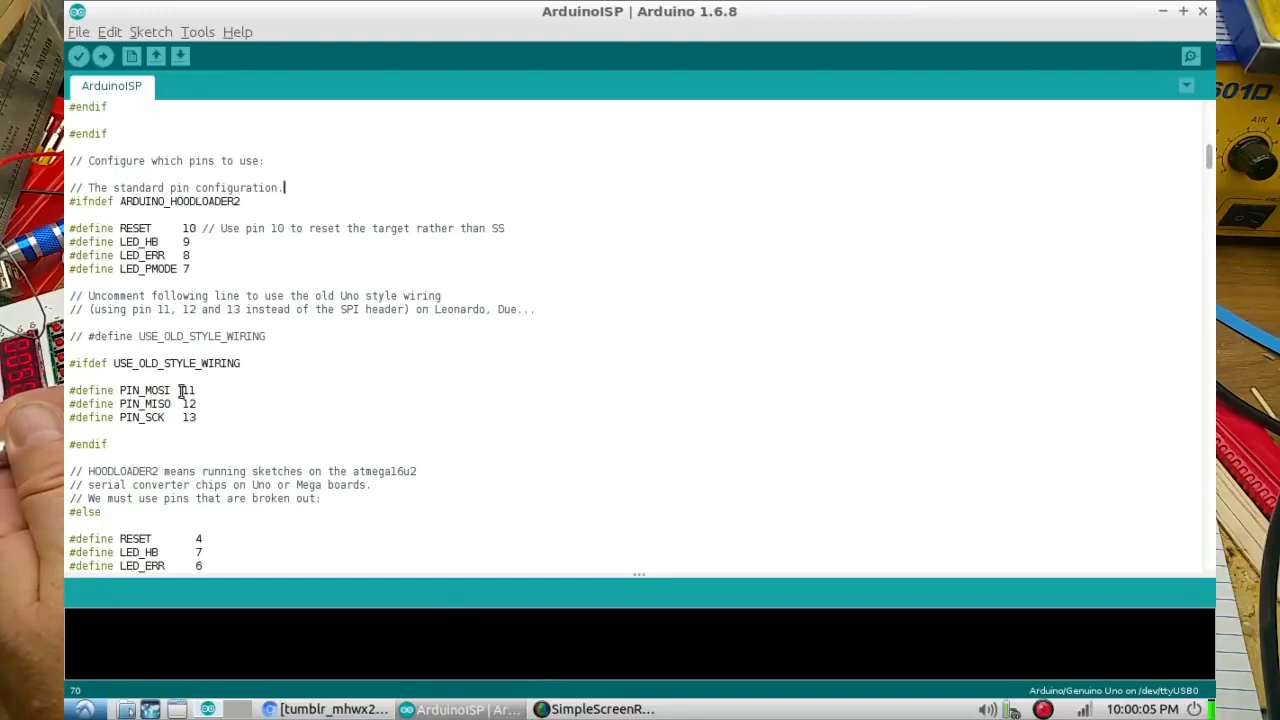 ArduinoISP | Arduino 1.6.8
File Edit Sketch Tools Help
ArduinoISP
#endif
#endif
// Configure which pins to use:
// The standard pin configuration.
#ifndef ARDUINO_HOODLOADER2
#define RESET 10 // Use pin 10 to reset the target rather than SS
#define LED_HB 9
#define LED_ERR 8
#define LED_PMODE 7
// Uncomment following line to use the old Uno style wiring
// (using pin 11, 12 and 13 instead of the SPI header) on Leonardo, Due...
// #define USE_OLD_STYLE_WIRING
#ifdef USE_OLD_STYLE_WIRING
#define PIN_MOSI 11
#define PIN_MISO 12
#define PIN_SCK 13
#endif
// HOODLOADER2 means running sketches on the atmega16u2
// serial converter chips on Uno or Mega boards.
// We must use pins that are broken out:
#else
#define RESET 4
#define LED_HB 7
#define LED_ERR 6
70
Arduino/Genuino Uno on /dev/ttyUSB0
[tumblr_mhwx2... ArduinoISP | Ar... SimpleScreenR... 10:00:05 PM
601D
AIR